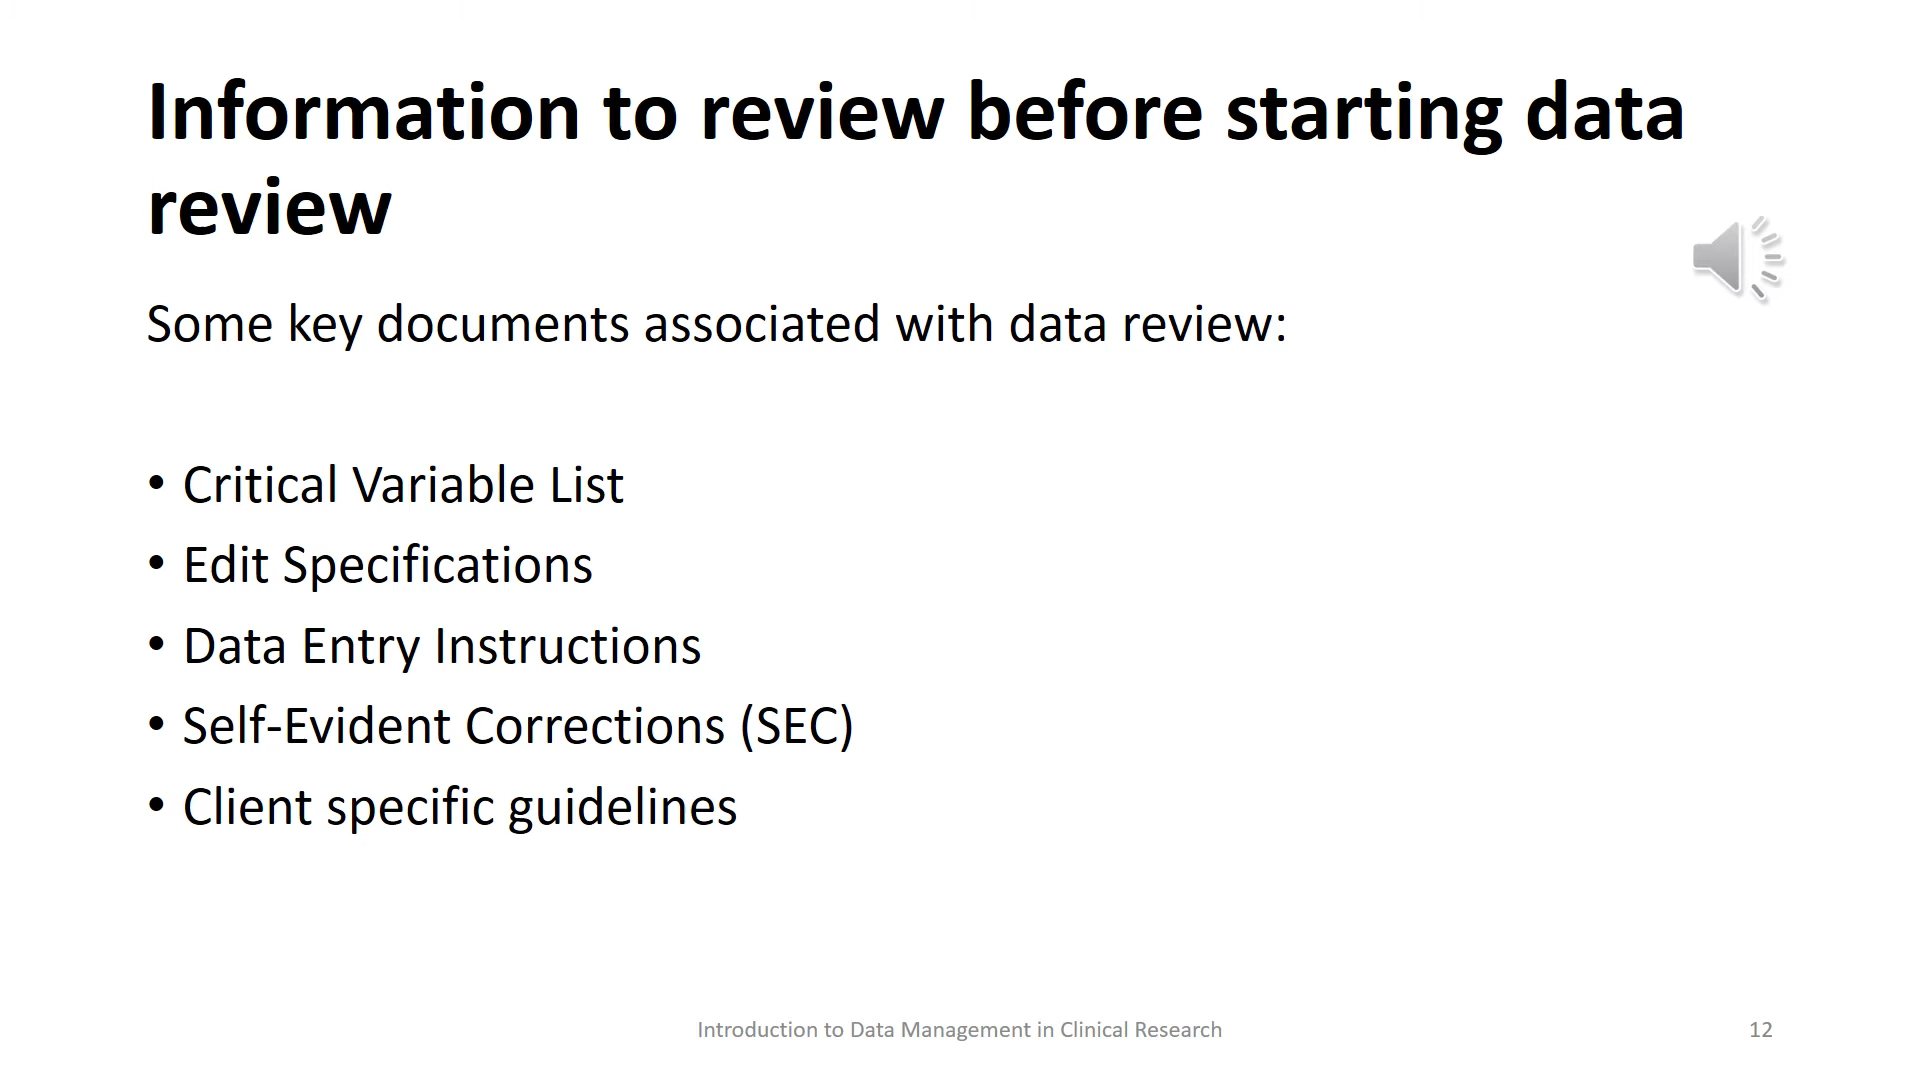 Information to review before starting data
review
Some key documents associated with data review:
• Critical Variable List
• Edit Specifications
• Data Entry Instructions
• Self-Evident Corrections (SEC)
• Client specific guidelines
Introduction to Data Management in Clinical Research
12